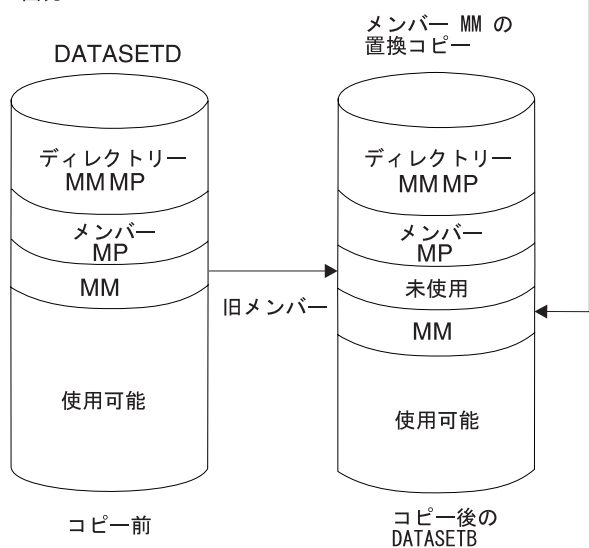 メンバー MM の
置換コピー
DATASETD
ディレクトリー
MM MP
メンバー
MP
MM
使用可能
コピー前
旧メンバー
ディレクトリー
MM MP
メンバー
MP
未使用
MM
使用可能
コピー後の
DATASETB